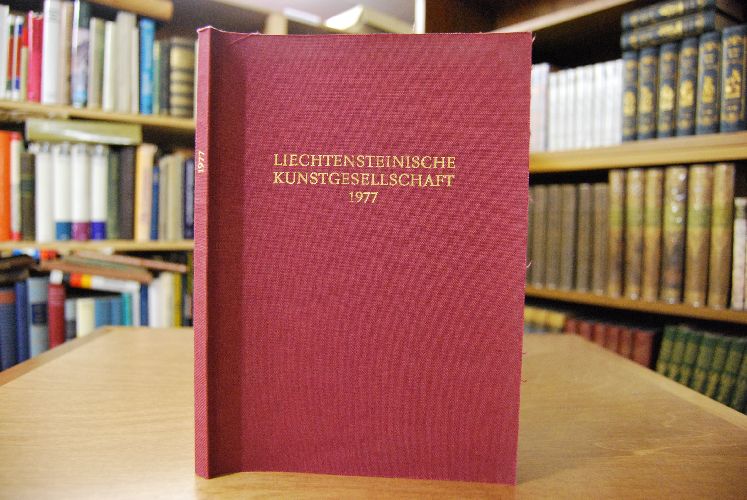 1977
LIECHTENSTEINISCHE
KUNSTGESELLSCHAFT
1977